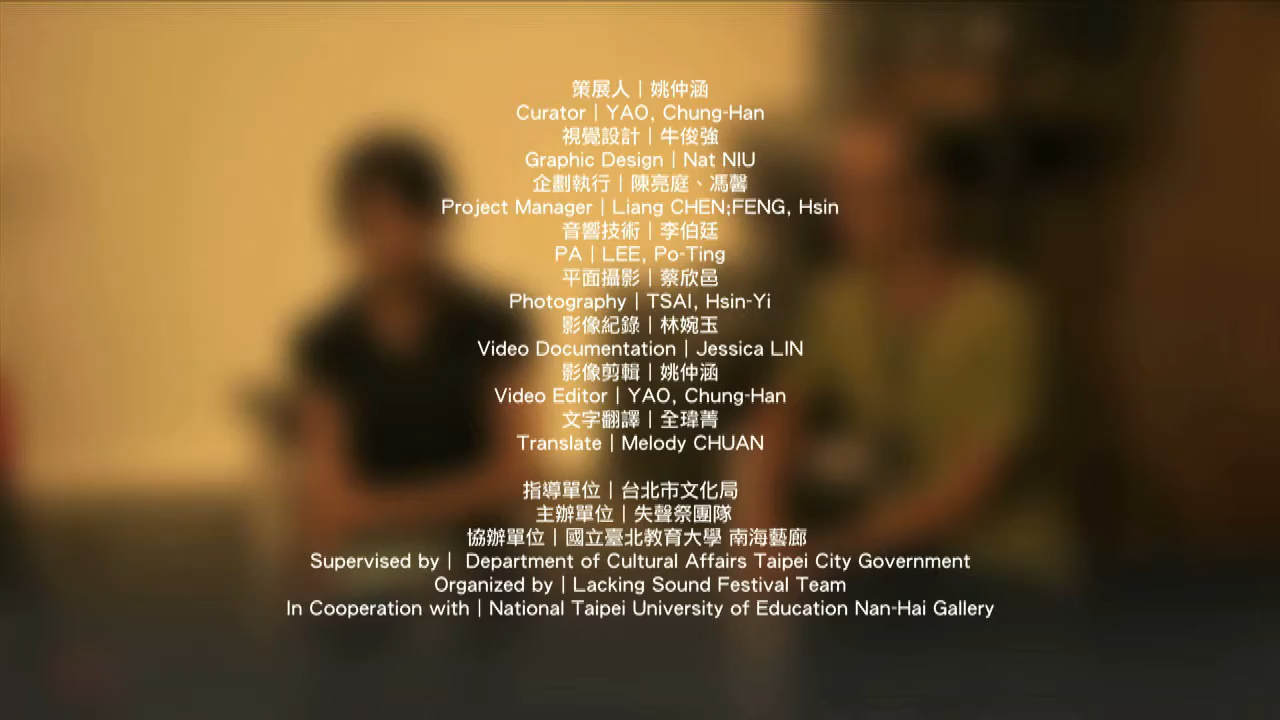 策展人｜姚仲涵
Curator | YAO, Chung-Han
視覺設計｜牛俊強
Graphic Design | Nat NIU
企劃執行｜陳亮庭、馮馨
Project Manager | Liang CHEN;FENG, Hsin
音響技術｜李伯廷
PA | LEE, Po-Ting
平面攝影｜蔡欣邑
Photography | TSAI, Hsin-Yi
影像紀錄｜林婉玉
Video Documentation | Jessica LIN
影像剪輯｜姚仲涵
Video Editor | YAO, Chung-Han
文字翻譯｜全瑋菁
Translate | Melody CHUAN
指導單位｜台北市文化局
主辦單位｜失聲祭團隊
協辦單位｜國立臺北教育大學 南海藝廊
Supervised by | Department of Cultural Affairs Taipei City Government
Organized by | Lacking Sound Festival Team
In Cooperation with | National Taipei University of Education Nan-Hai Gallery